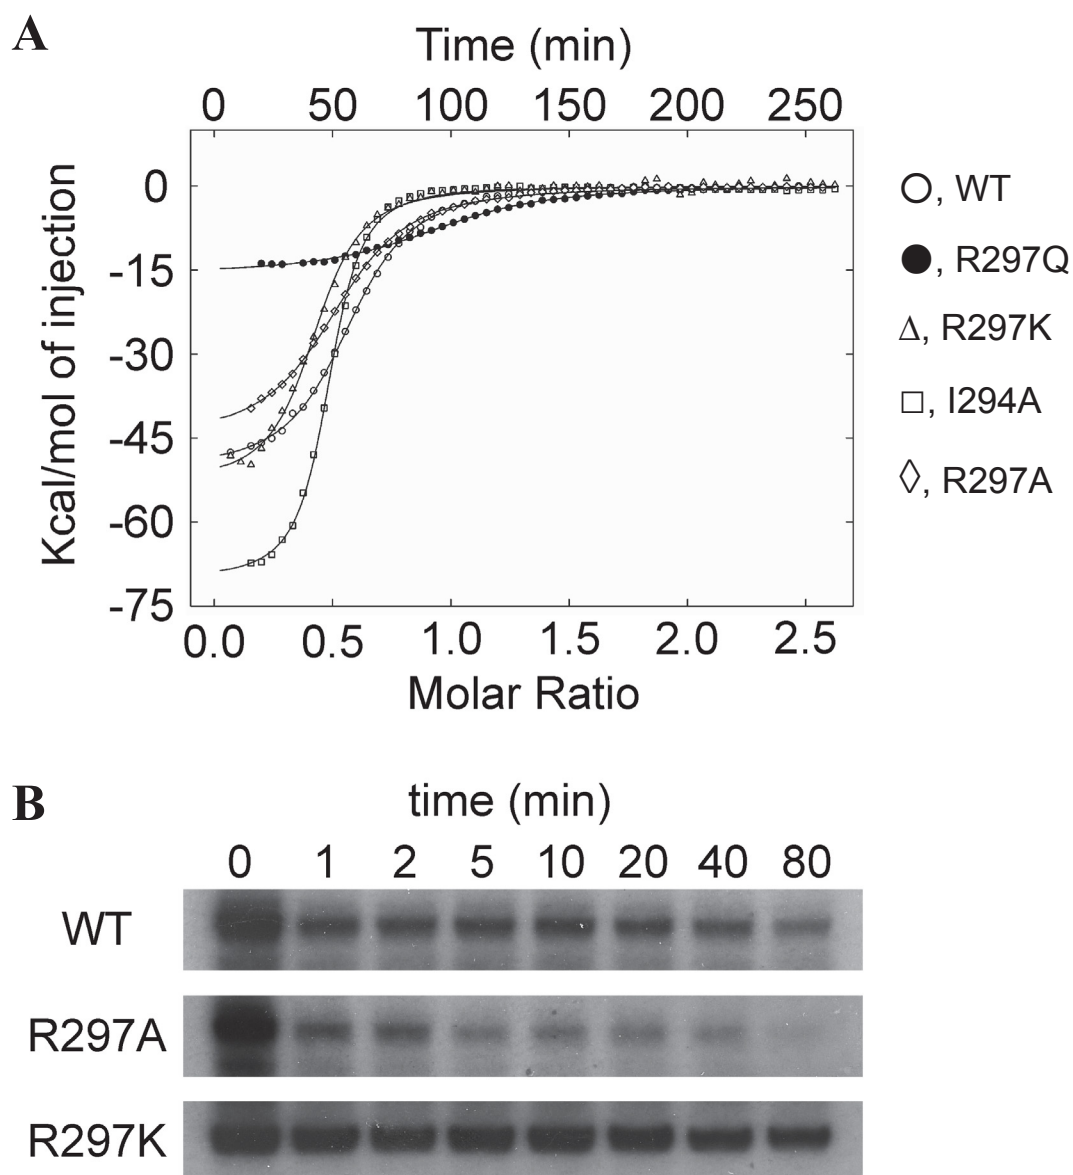 A
Time (min)
0 50 100 150 200 250
Kcal/mol of injection
0
-15
-30
-45
-60
-75
0.0 0.5 1.0 1.5 2.0 2.5
Molar Ratio
○, WT
●, R297Q
△, R297K
□, I294A
◇, R297A
B
time (min)
0 1 2 5 10 20 40 80
WT
R297A
R297K